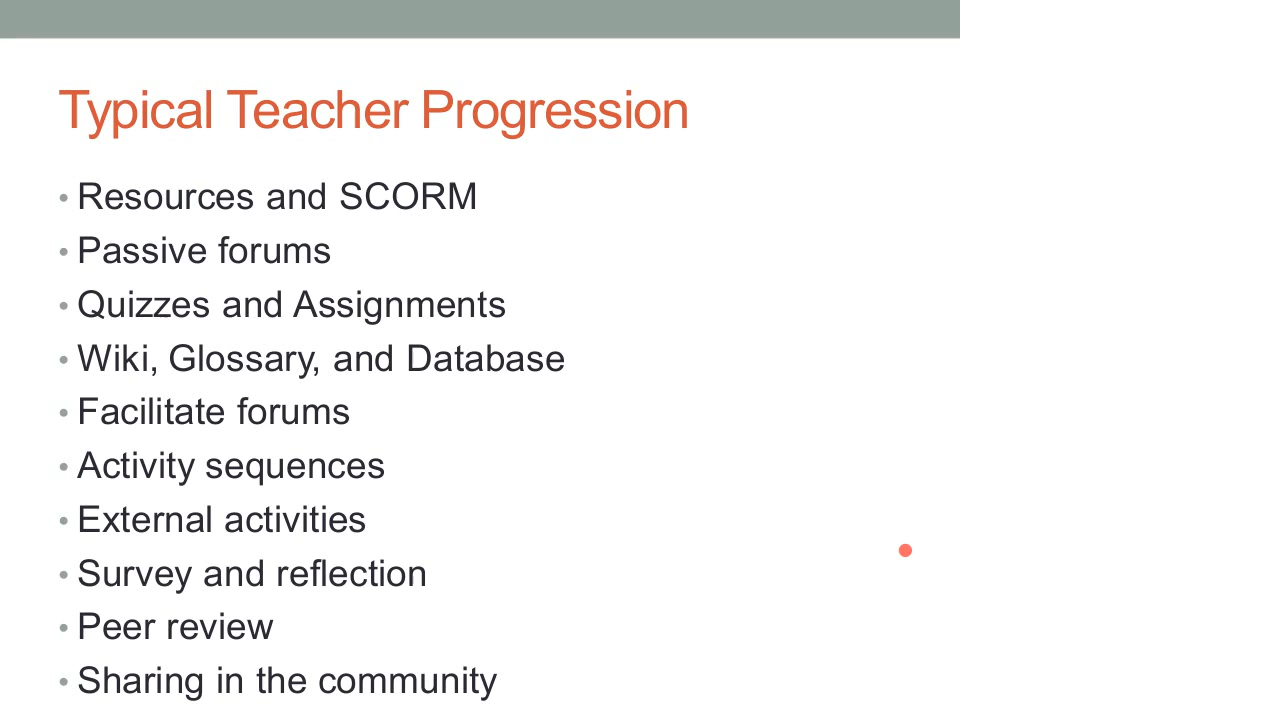 Typical Teacher Progression
• Resources and SCORM
• Passive forums
• Quizzes and Assignments
• Wiki, Glossary, and Database
• Facilitate forums
• Activity sequences
• External activities
• Survey and reflection
• Peer review
• Sharing in the community